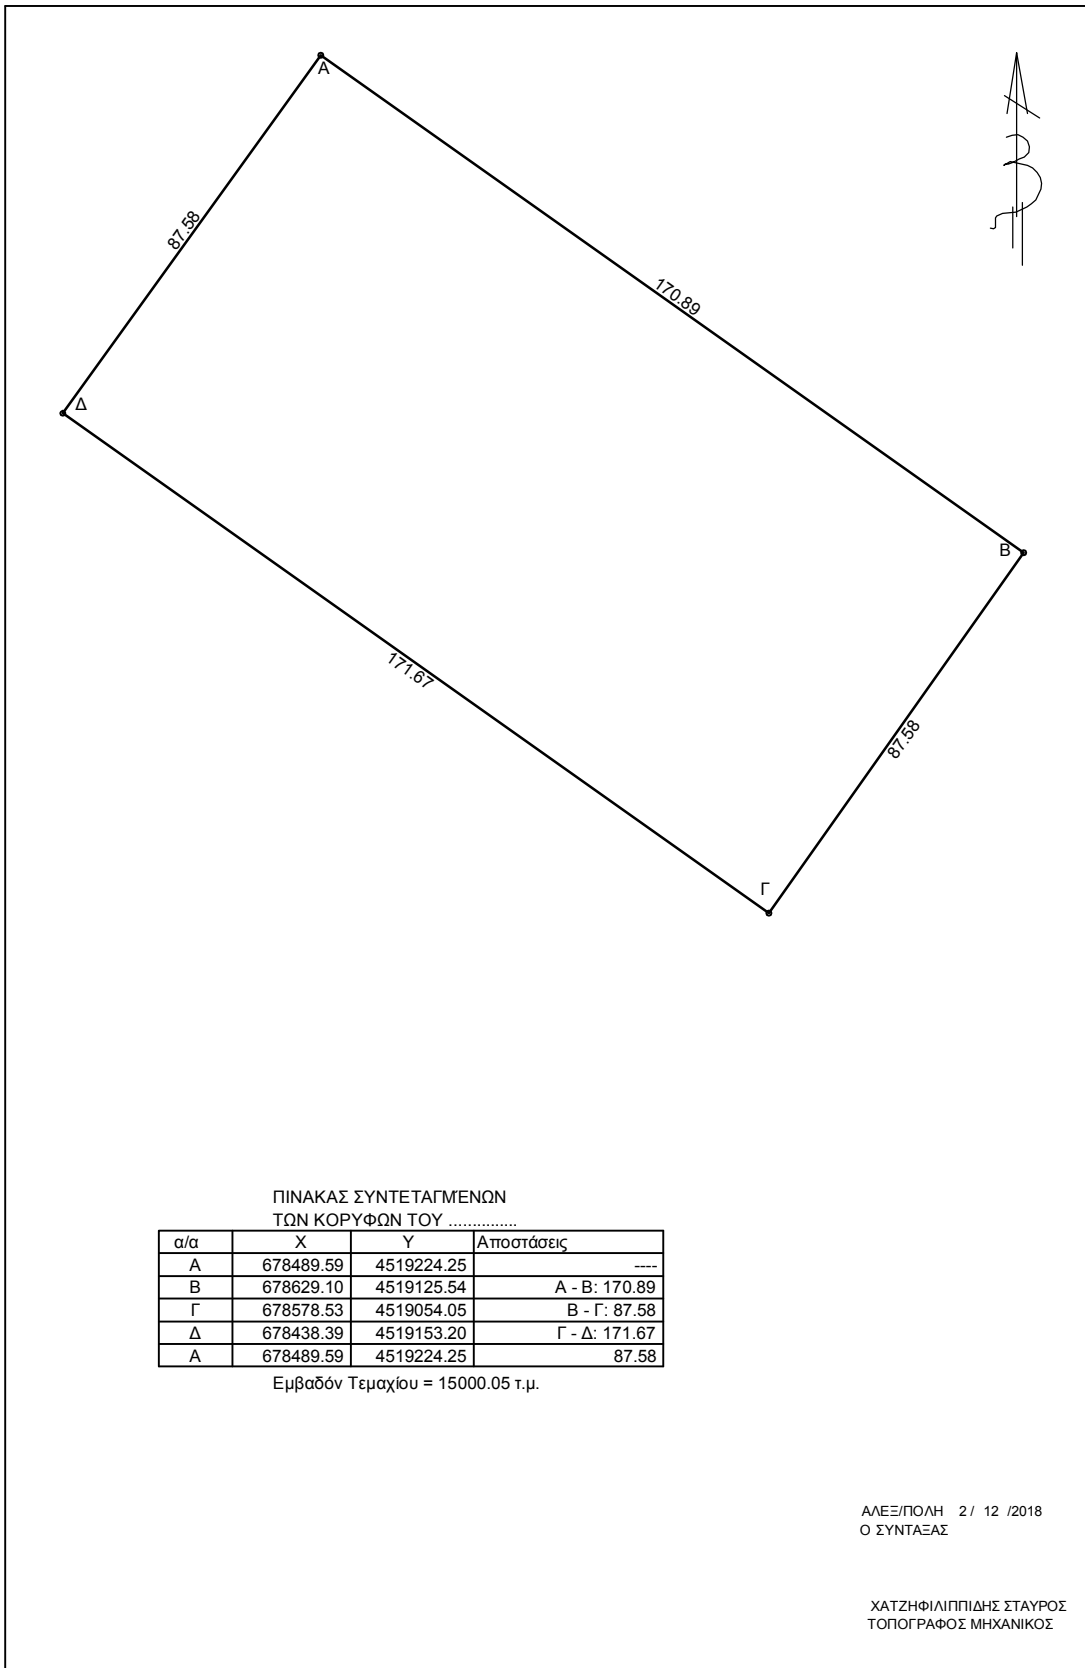 Α
87.58
170.89
Δ
Β
171.67
87.58
Γ
ΠΙΝΑΚΑΣ ΣΥΝΤΕΤΑΓΜΈΝΩΝ
ΤΩΝ ΚΟΡΥΦΩΝ ΤΟΥ ...............
α/α Χ Υ Αποστάσεις
Α 678489.59 4519224.25 ----
Β 678629.10 4519125.54 Α - Β: 170.89
Γ 678578.53 4519054.05 Β - Γ: 87.58
Δ 678438.39 4519153.20 Γ - Δ: 171.67
Α 678489.59 4519224.25 87.58
Εμβαδόν Τεμαχίου = 15000.05 τ.μ.
ΑΛΕΞ/ΠΟΛΗ 2 / 12 /2018
Ο ΣΥΝΤΑΞΑΣ
ΧΑΤΖΗΦΙΛΙΠΠΙΔΗΣ ΣΤΑΥΡΟΣ
ΤΟΠΟΓΡΑΦΟΣ ΜΗΧΑΝΙΚΟΣ